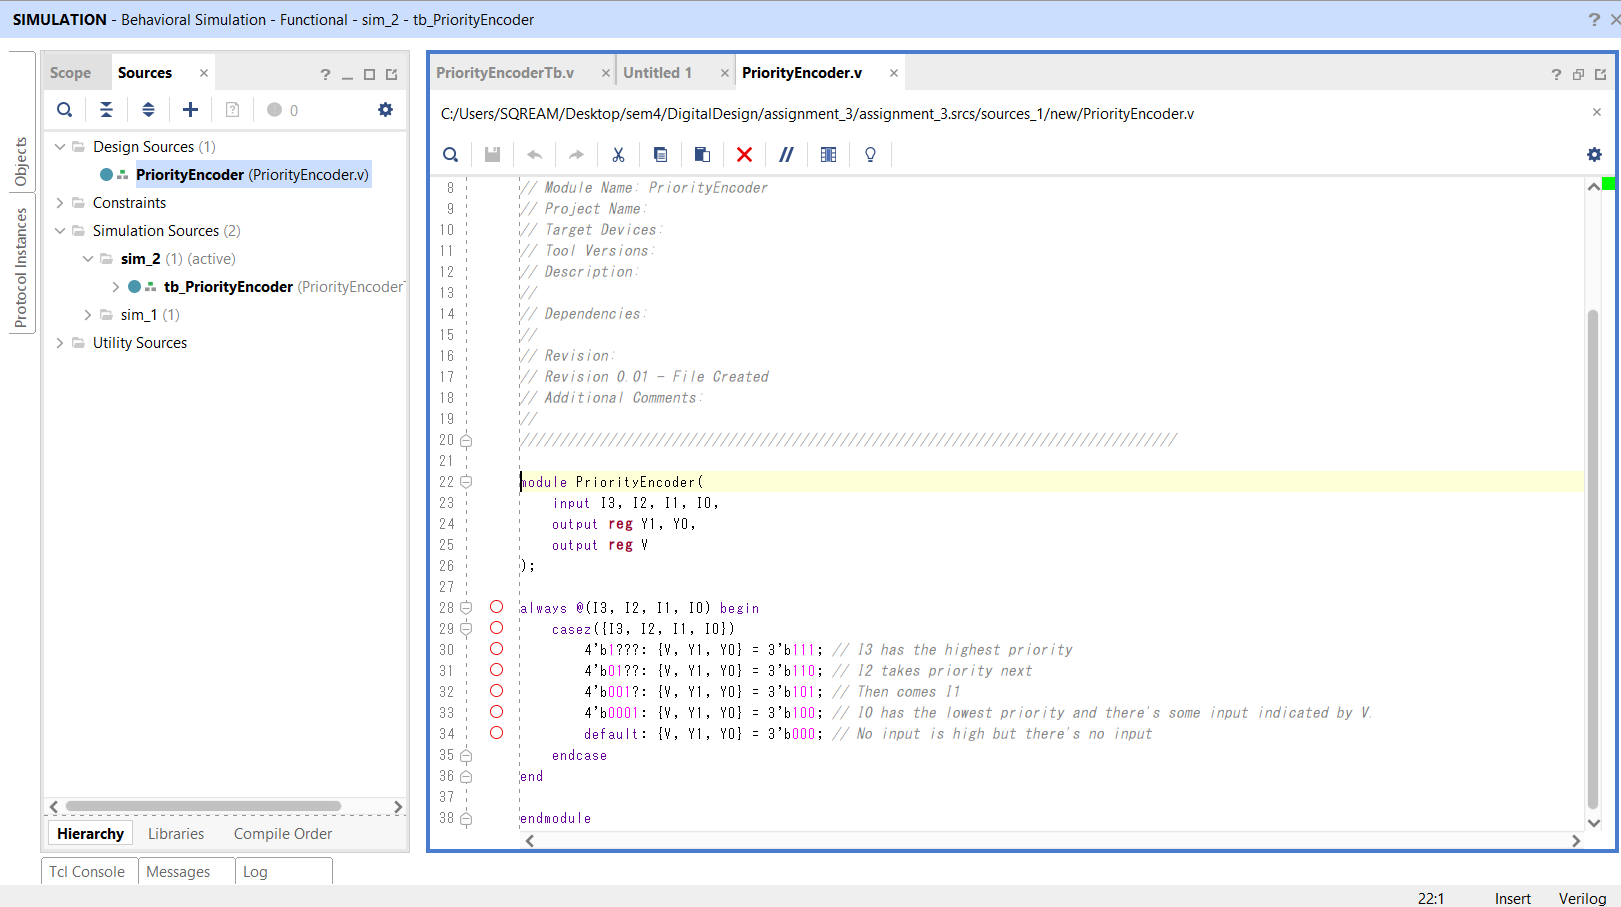 SIMULATION - Behavioral Simulation - Functional - sim_2 - tb_PriorityEncoder
Objects
Protocol Instances
Scope
Sources
0
Design Sources (1)
PriorityEncoder (PriorityEncoder.v)
Constraints
Simulation Sources (2)
sim_2 (1) (active)
tb_PriorityEncoder (PriorityEncoderT
sim_1 (1)
Utility Sources
Hierarchy Libraries Compile Order
PriorityEncoderTb.v
Untitled 1
PriorityEncoder.v
C:/Users/SQREAM/Desktop/sem4/DigitalDesign/assignment_3/assignment_3.srcs/sources_1/new/PriorityEncoder.v
8 // Module Name: PriorityEncoder
9 // Project Name:
10 // Target Devices:
11 // Tool Versions:
12 // Description:
13 //
14 // Dependencies:
15 //
16 // Revision:
17 // Revision 0.01 - File Created
18 // Additional Comments:
19 //
20 //////////////////////////////////////////////////////////////////////////////////
21
22 module PriorityEncoder(
23 input I3, I2, I1, I0,
24 output reg Y1, Y0,
25 output reg V
26 );
27
28 always @(I3, I2, I1, I0) begin
29 casez({I3, I2, I1, I0})
30 4'b1???: {V, Y1, Y0} = 3'b111; // I3 has the highest priority
31 4'b01??: {V, Y1, Y0} = 3'b110; // I2 takes priority next
32 4'b001?: {V, Y1, Y0} = 3'b101; // Then comes I1
33 4'b0001: {V, Y1, Y0} = 3'b100; // I0 has the lowest priority and there's some input indicated by V.
34 default: {V, Y1, Y0} = 3'b000; // No input is high but there's no input
35 endcase
36 end
37
38 endmodule
Tcl Console
Messages
Log
22:1 Insert Verilog